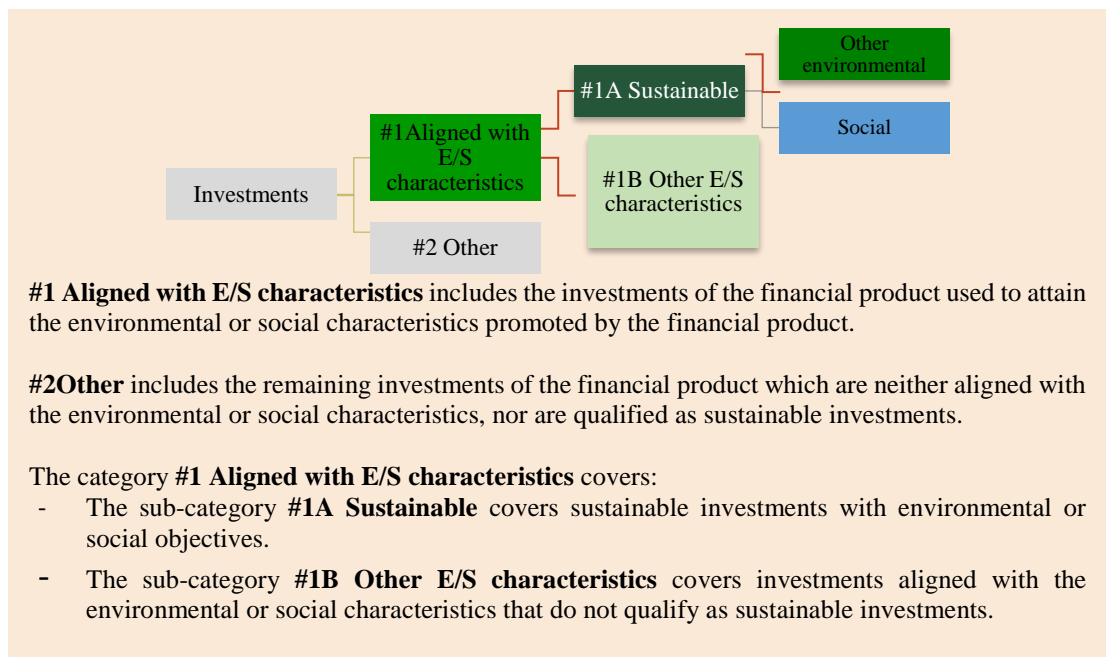 Other
environmental
#1A Sustainable
Social
#1Aligned with
E/S
characteristics
#1B Other E/S
characteristics
Investments
#2 Other
#1 Aligned with E/S characteristics includes the investments of the financial product used to attain
the environmental or social characteristics promoted by the financial product.
#2Other includes the remaining investments of the financial product which are neither aligned with
the environmental or social characteristics, nor are qualified as sustainable investments.
The category #1 Aligned with E/S characteristics covers:
- The sub-category #1A Sustainable covers sustainable investments with environmental or
social objectives.
- The sub-category #1B Other E/S characteristics covers investments aligned with the
environmental or social characteristics that do not qualify as sustainable investments.